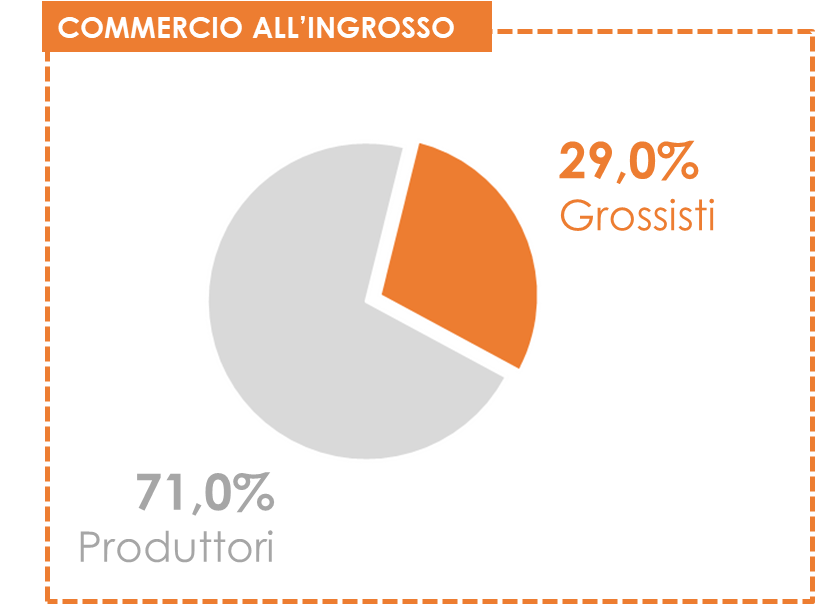 COMMERCIO ALL’INGROSSO
29,0%
Grossisti
71,0%
Produttori